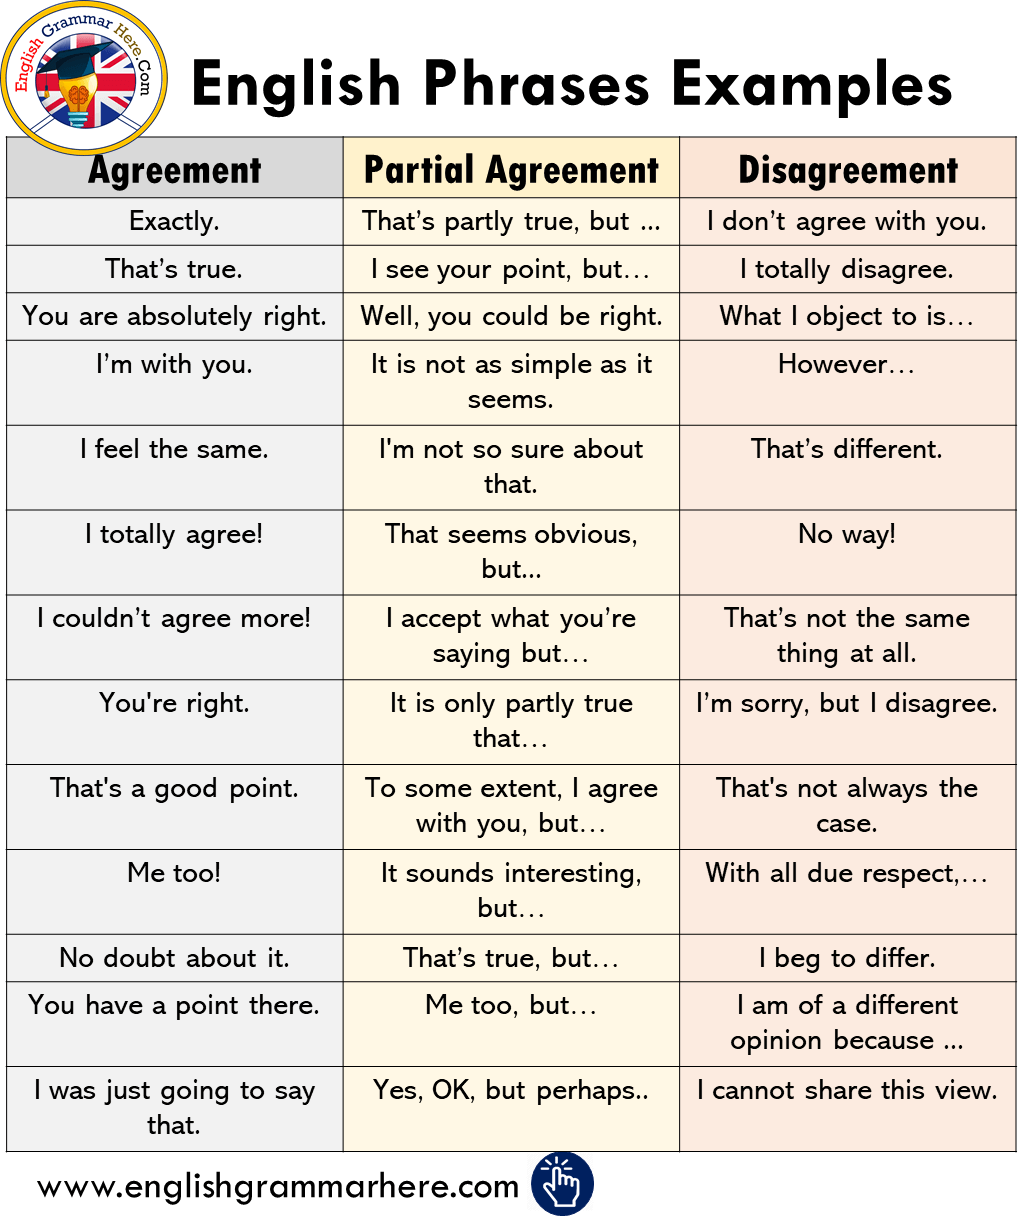 English Grammar Here.Com
English Phrases Examples
Agreement
Partial Agreement
Disagreement
Exactly.
That’s partly true, but ...
I don’t agree with you.
That’s true.
I see your point, but…
I totally disagree.
You are absolutely right.
Well, you could be right.
What I object to is…
I’m with you.
It is not as simple as it
seems.
However…
I feel the same.
I'm not so sure about
that.
That’s different.
I totally agree!
That seems obvious,
but...
No way!
I couldn’t agree more!
I accept what you’re
saying but…
That’s not the same
thing at all.
You're right.
It is only partly true
that…
I’m sorry, but I disagree.
That's a good point.
To some extent, I agree
with you, but…
That's not always the
case.
Me too!
It sounds interesting,
but…
With all due respect,…
No doubt about it.
That’s true, but…
I beg to differ.
You have a point there.
Me too, but…
I am of a different
opinion because ...
I was just going to say
that.
Yes, OK, but perhaps..
I cannot share this view.
www.englishgrammarhere.com